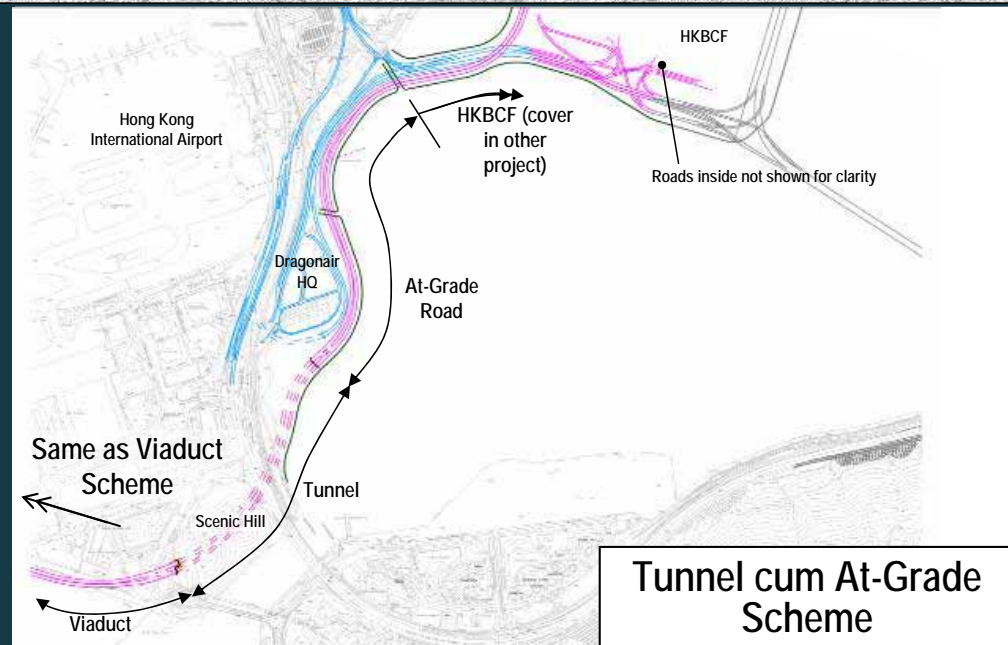 HKBCF
Hong Kong
International Airport
HKBCF (cover
in other
project)
Roads inside not shown for clarity
Dragonair
HQ
At-Grade
Road
Same as Viaduct
Scheme
Tunnel
Scenic Hill
Viaduct
Tunnel cum At-Grade
Scheme